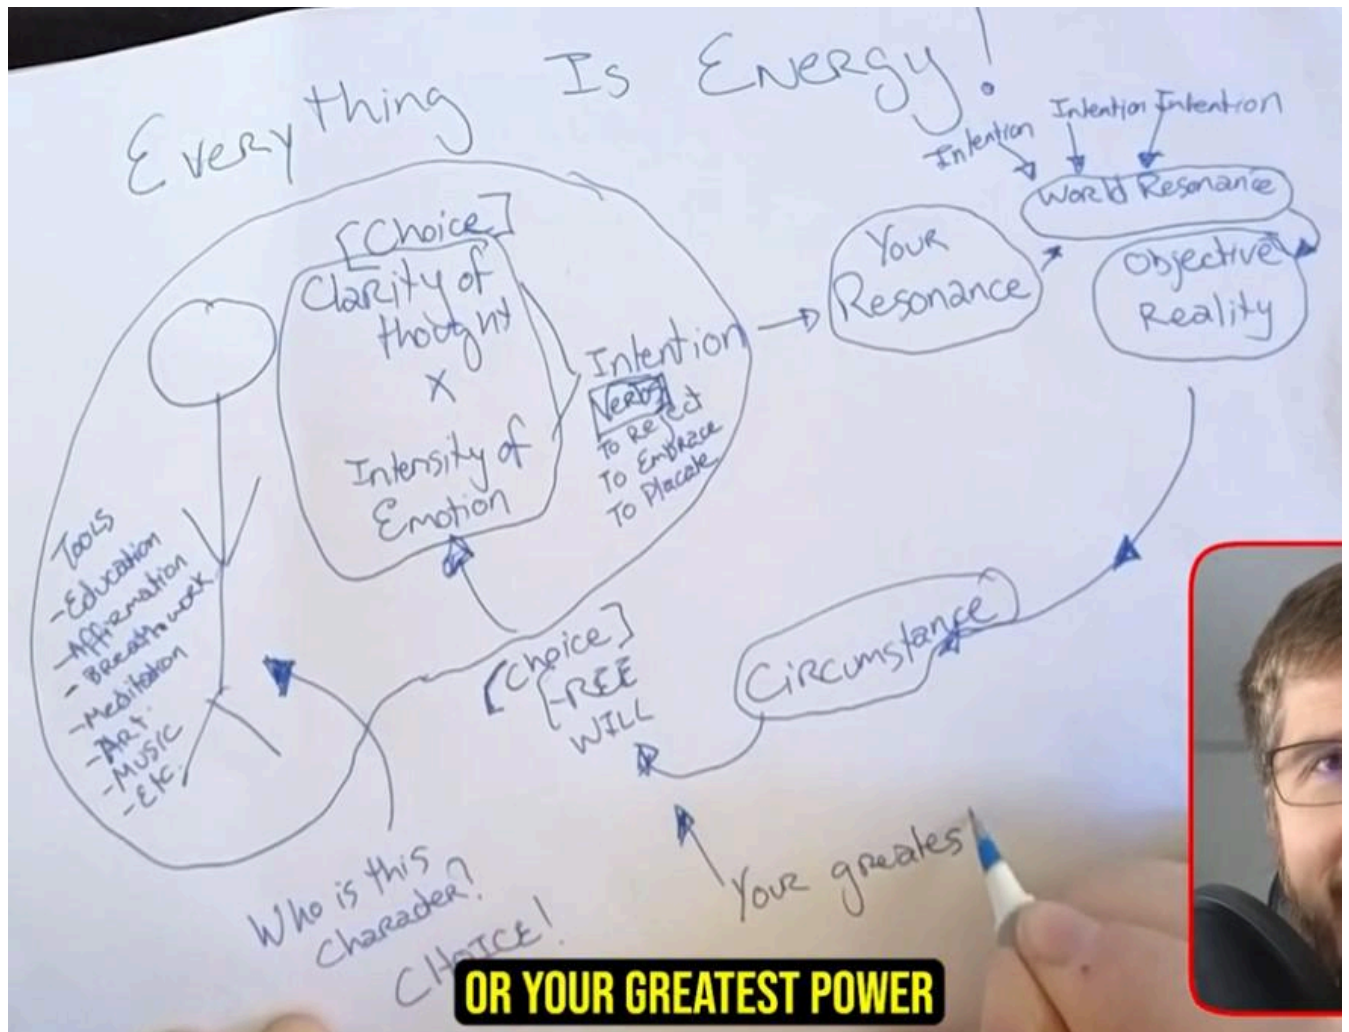 Everything Is Energy!
Intention Intention Intention
World Resonance
[Choice]
Clarity of
thought
X
Intensity of
Emotion
Intention
Verbs
To Reject
To Embrace
To Placate
Your
Resonance
Objective
Reality
Tools
-Education
-Affirmation
-Breathwork
-Meditation
-Art.
-Music
-Etc.
[Choice]
FREE
WILL
Circumstance
Who is this
Character?
CHOICE!
Your greates
OR YOUR GREATEST POWER